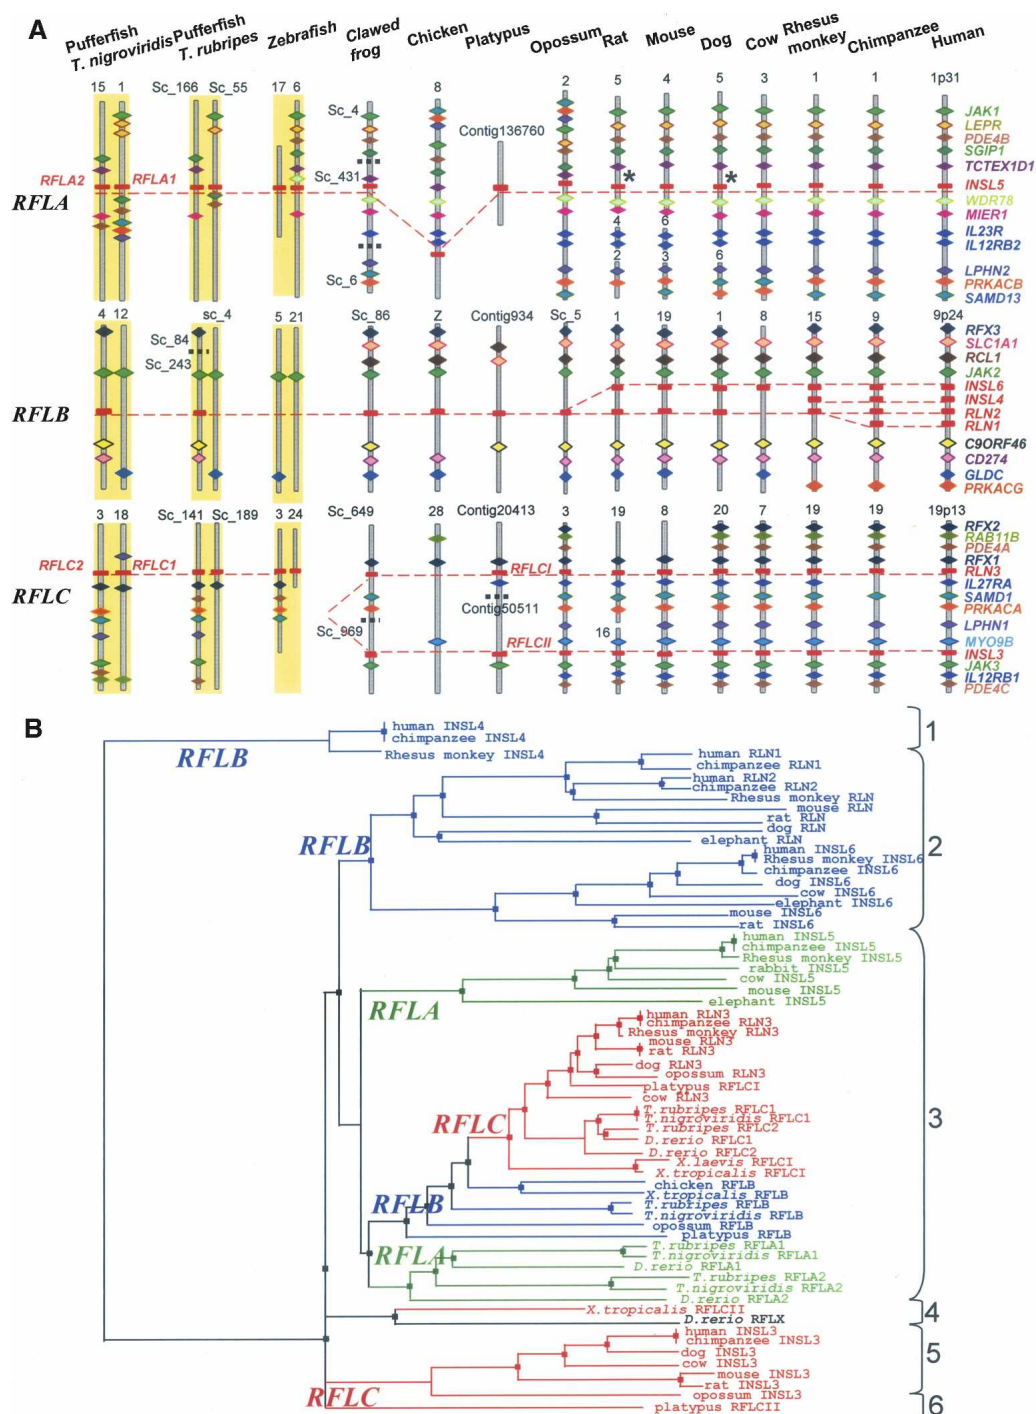 A
Pufferfish
T. nigroviridis
Pufferfish
T. rubripes
Zebrafish
Clawed
frog
Chicken
Platypus
Opossum
Rat
Mouse
Dog
Cow
Rhesus
monkey
Chimpanzee
Human
15 1 Sc_166 Sc_55 17 6 Sc_4 8 Contig136760 2 5 4 5 3 1 1 1p31
JAK1
LEPR
PDE4B
SGIP1
TCTEX1D1
Sc_431
RFLA2 RFLA1 * * INSL5
RFLA
WDR78
MIER1
4 6
IL23R
IL12RB2
2 3 6
LPHN2
Sc_6
PRKACB
SAMD13
4 12 Sc_84 sc_4 5 21 Sc_86 Z Contig934 Sc_5 1 19 1 8 15 9 9p24
RFX3
SLC1A1
Sc_243
RCL1
JAK2
INSL6
INSL4
RFLB
RLN2
RLN1
C9ORF46
CD274
GLDC
PRKACG
3 18 Sc_141 Sc_189 3 24 Sc_649 28 Contig20413 3 19 8 20 7 19 19 19p13
RFX2
RAB11B
PDE4A
RFX1
RFLC2 RFLC1 RFLCI RLN3
RFLC
IL27RA
SAMD1
Contig50511
PRKACA
Sc_969
LPHN1
16
MYO9B
RFLCII
INSL3
JAK3
IL12RB1
PDE4C
B
human INSL4
chimpanzee INSL4
Rhesus monkey INSL4
RFLB
1
human RLN1
chimpanzee RLN1
human RLN2
chimpanzee RLN2
Rhesus monkey RLN
mouse RLN
rat RLN
dog RLN
elephant RLN
RFLB
2
human INSL6
Rhesus monkey INSL6
chimpanzee INSL6
dog INSL6
cow INSL6
elephant INSL6
mouse INSL6
rat INSL6
human INSL5
chimpanzee INSL5
Rhesus monkey INSL5
rabbit INSL5
cow INSL5
mouse INSL5
elephant INSL5
RFLA
human RLN3
chimpanzee RLN3
Rhesus monkey RLN3
mouse RLN3
rat RLN3
dog RLN3
opossum RLN3
platypus RFLCI
cow RLN3
T.rubripes RFLC1
T.nigroviridis RFLC1
RFLC
3
T.rubripes RFLC2
D.rerio RFLC1
D.rerio RFLC2
X.laevis RFLCI
X.tropicalis RFLCI
chicken RFLB
X.tropicalis RFLB
T.rubripes RFLB
RFLB
T.nigroviridis RFLB
opossum RFLB
platypus RFLB
T.rubripes RFLA1
RFLA
T.nigroviridis RFLA1
D.rerio RFLA1
T.rubripes RFLA2
T.nigroviridis RFLA2
D.rerio RFLA2
X.tropicalis RFLCII
D.rerio RFLX
4
human INSL3
chimpanzee INSL3
dog INSL3
cow INSL3
5
mouse INSL3
rat INSL3
opossum INSL3
RFLC
platypus RFLCII
6